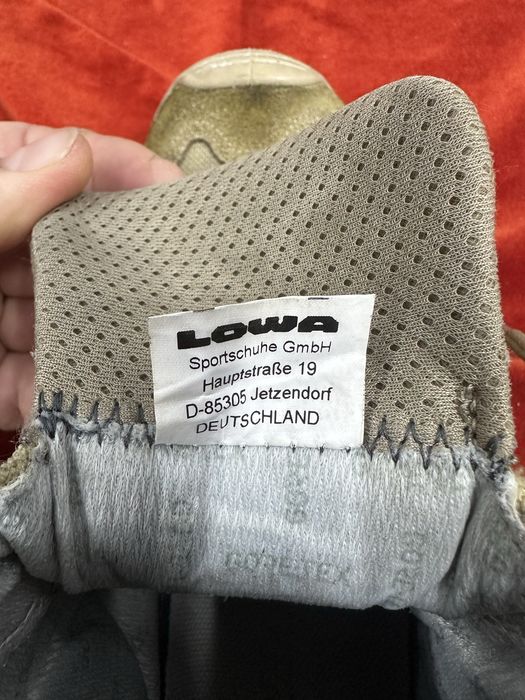 LOWA
Sportschuhe GmbH
Hauptstraße 19
D-85305 Jetzendorf
DEUTSCHLAND
GORE-TEX